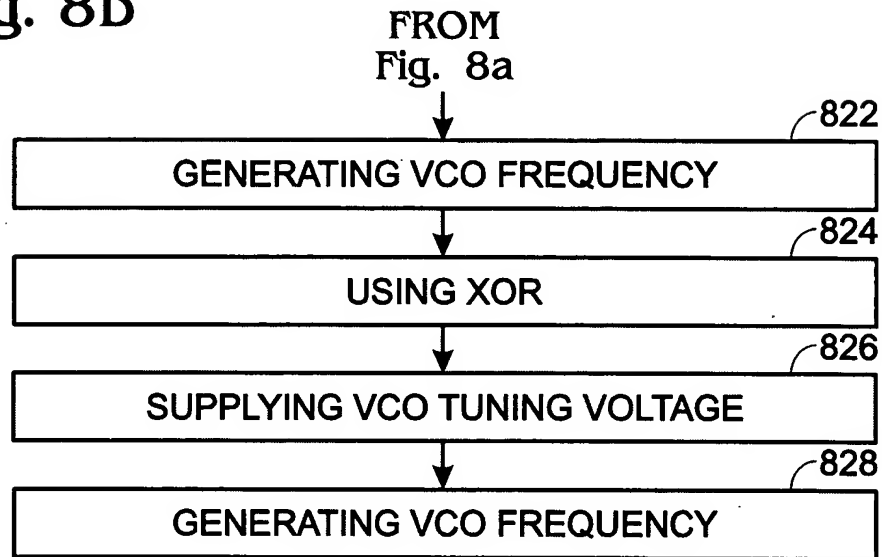 g. 8b
FROM
Fig. 8a
822
GENERATING VCO FREQUENCY
824
USING XOR
826
SUPPLYING VCO TUNING VOLTAGE
828
GENERATING VCO FREQUENCY